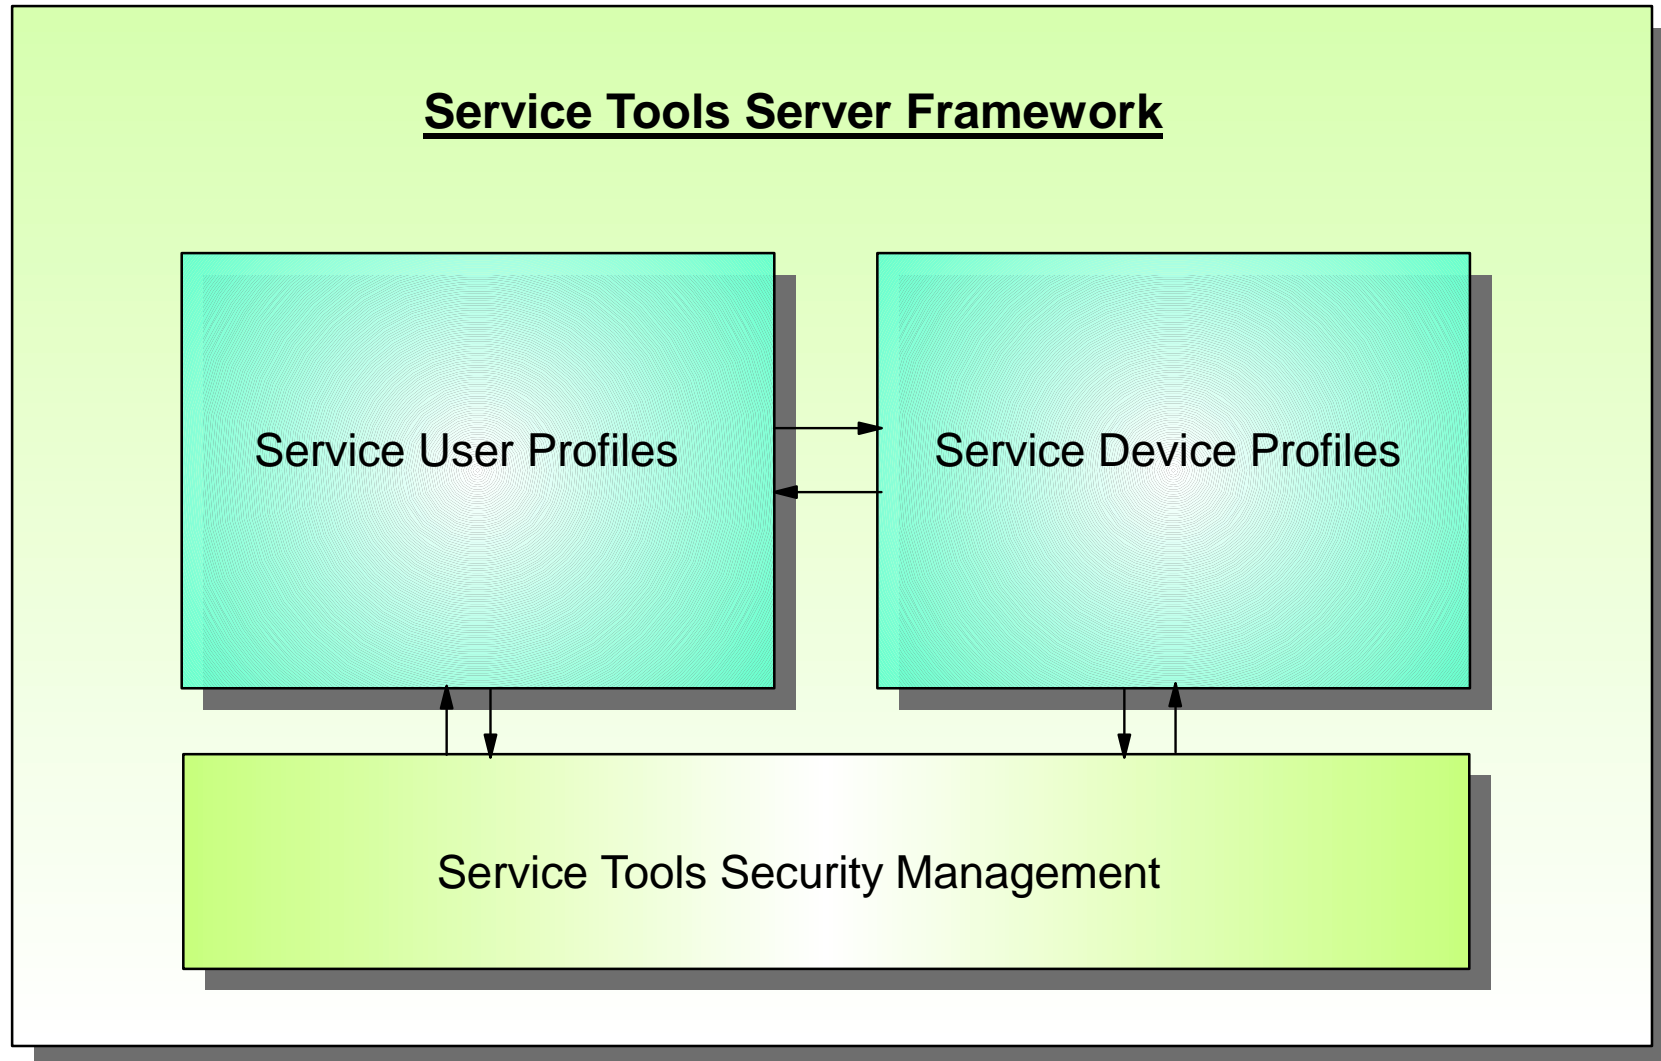 Service Tools Server Framework
Service User Profiles
Service Device Profiles
Service Tools Security Management